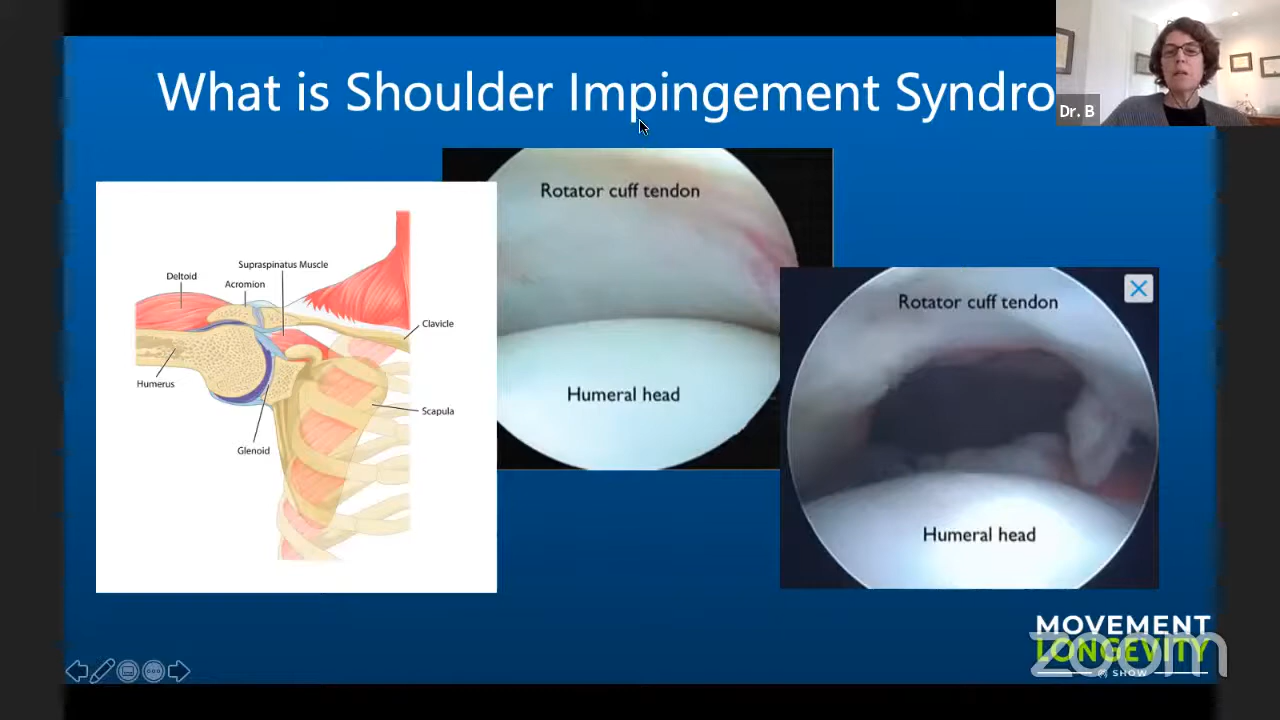 What is Shoulder Impingement Syndro
Dr. B
Rotator cuff tendon
Humeral head
Rotator cuff tendon
Humeral head
Supraspinatus Muscle
Deltoid
Acromion
Clavicle
Humerus
Scapula
Glenoid
MOVEMENT
LONGEVITY
SHOW
zoom